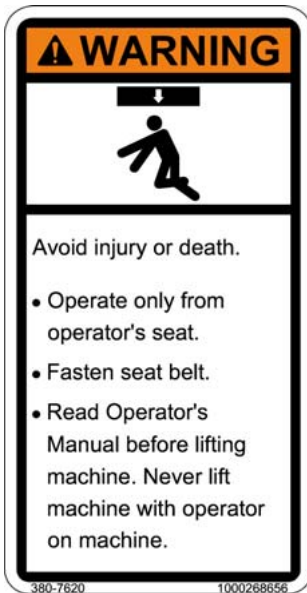 WARNING
Avoid injury or death.
• Operate only from
operator's seat.
• Fasten seat belt.
• Read Operator's
Manual before lifting
machine. Never lift
machine with operator
on machine.
380-7620 1000268656